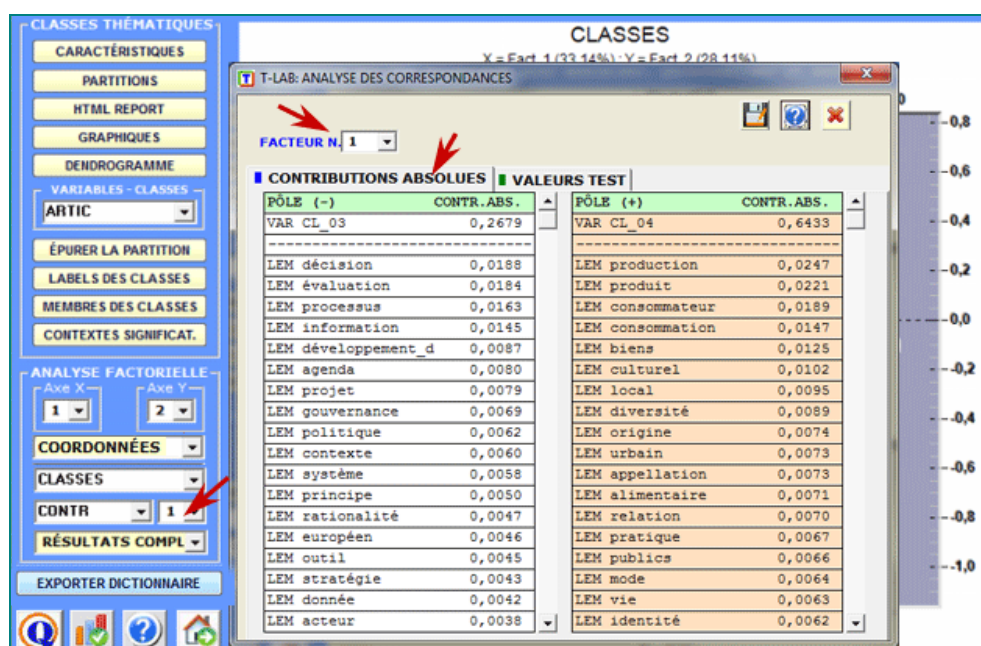 CLASSES THÉMATIQUES
CARACTÉRISTIQUES
PARTITIONS
HTML REPORT
GRAPHIQUES
DENDROGRAMME
VARIABLES - CLASSES
ARTIC
ÉPURER LA PARTITION
LABELS DES CLASSES
MEMBRES DES CLASSES
CONTEXTES SIGNIFICAT.
ANALYSE FACTORIELLE
Axe X Axe Y
1 2
COORDONNÉES
CLASSES
CONTR 1
RÉSULTATS COMPL
EXPORTER DICTIONNAIRE
CLASSES
X = Fact. 1 (33.14%) ; Y = Fact. 2 (28.11%)
T-LAB: ANALYSE DES CORRESPONDANCES
FACTEUR N. 1
CONTRIBUTIONS ABSOLUES VALEURS TEST
PÔLE (-) CONTR.ABS. PÔLE (+) CONTR.ABS.
VAR CL_03 0,2679 VAR CL_04 0,6433
LEM décision 0,0188 LEM production 0,0247
LEM évaluation 0,0184 LEM produit 0,0221
LEM processus 0,0163 LEM consommateur 0,0189
LEM information 0,0145 LEM consommation 0,0147
LEM développement_d 0,0087 LEM biens 0,0125
LEM agenda 0,0080 LEM culturel 0,0102
LEM projet 0,0079 LEM local 0,0095
LEM gouvernance 0,0069 LEM diversité 0,0089
LEM politique 0,0062 LEM origine 0,0074
LEM contexte 0,0060 LEM urbain 0,0073
LEM système 0,0058 LEM appellation 0,0073
LEM principe 0,0050 LEM alimentaire 0,0071
LEM rationalité 0,0047 LEM relation 0,0070
LEM européen 0,0046 LEM pratique 0,0067
LEM outil 0,0045 LEM publics 0,0066
LEM stratégie 0,0043 LEM mode 0,0064
LEM donnée 0,0042 LEM vie 0,0063
LEM acteur 0,0038 LEM identité 0,0062
0,8
0,6
0,4
0,2
0,0
-0,2
-0,4
-0,6
-0,8
-1,0